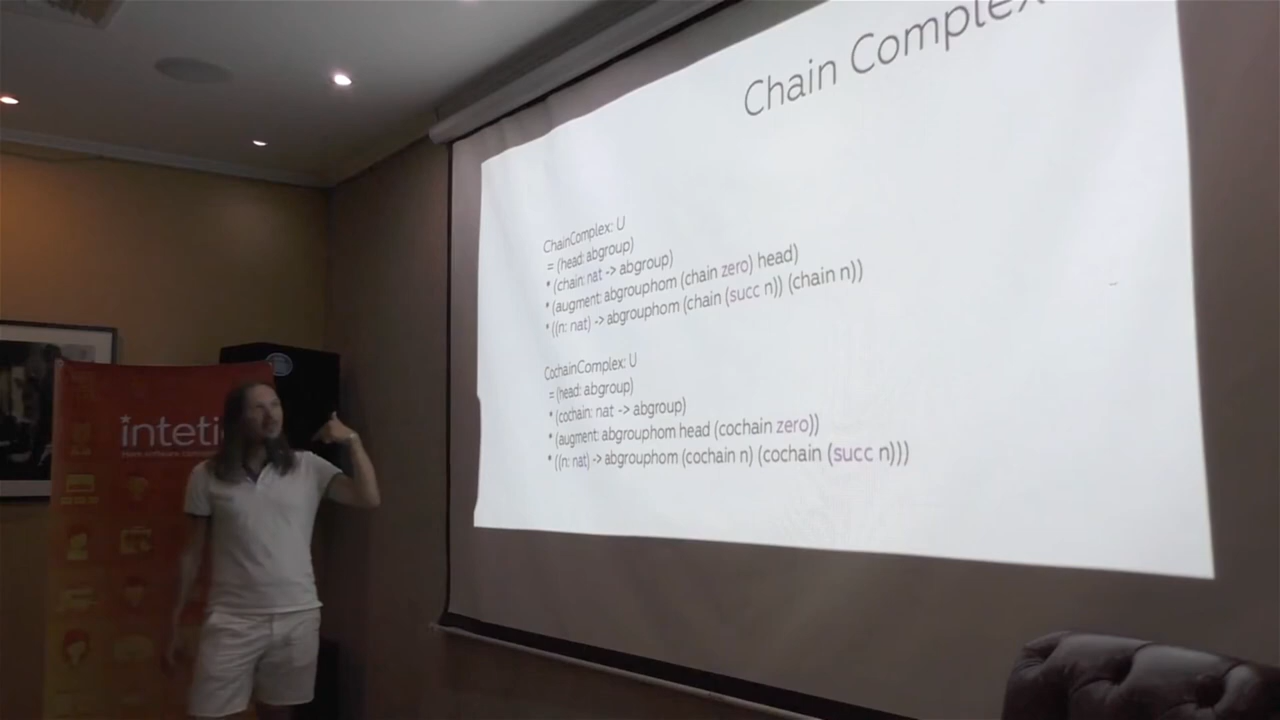 Chain Complex
ChainComplex: U
= (head: abgroup)
* (chain: nat -> abgroup)
* (augment: abgrouphom (chain zero) head)
* ((n: nat) -> abgrouphom (chain (succ n)) (chain n))
CochainComplex: U
= (head: abgroup)
* (cochain: nat -> abgroup)
* (augment: abgrouphom head (cochain zero))
* ((n: nat) -> abgrouphom (cochain n) (cochain (succ n)))
inteti